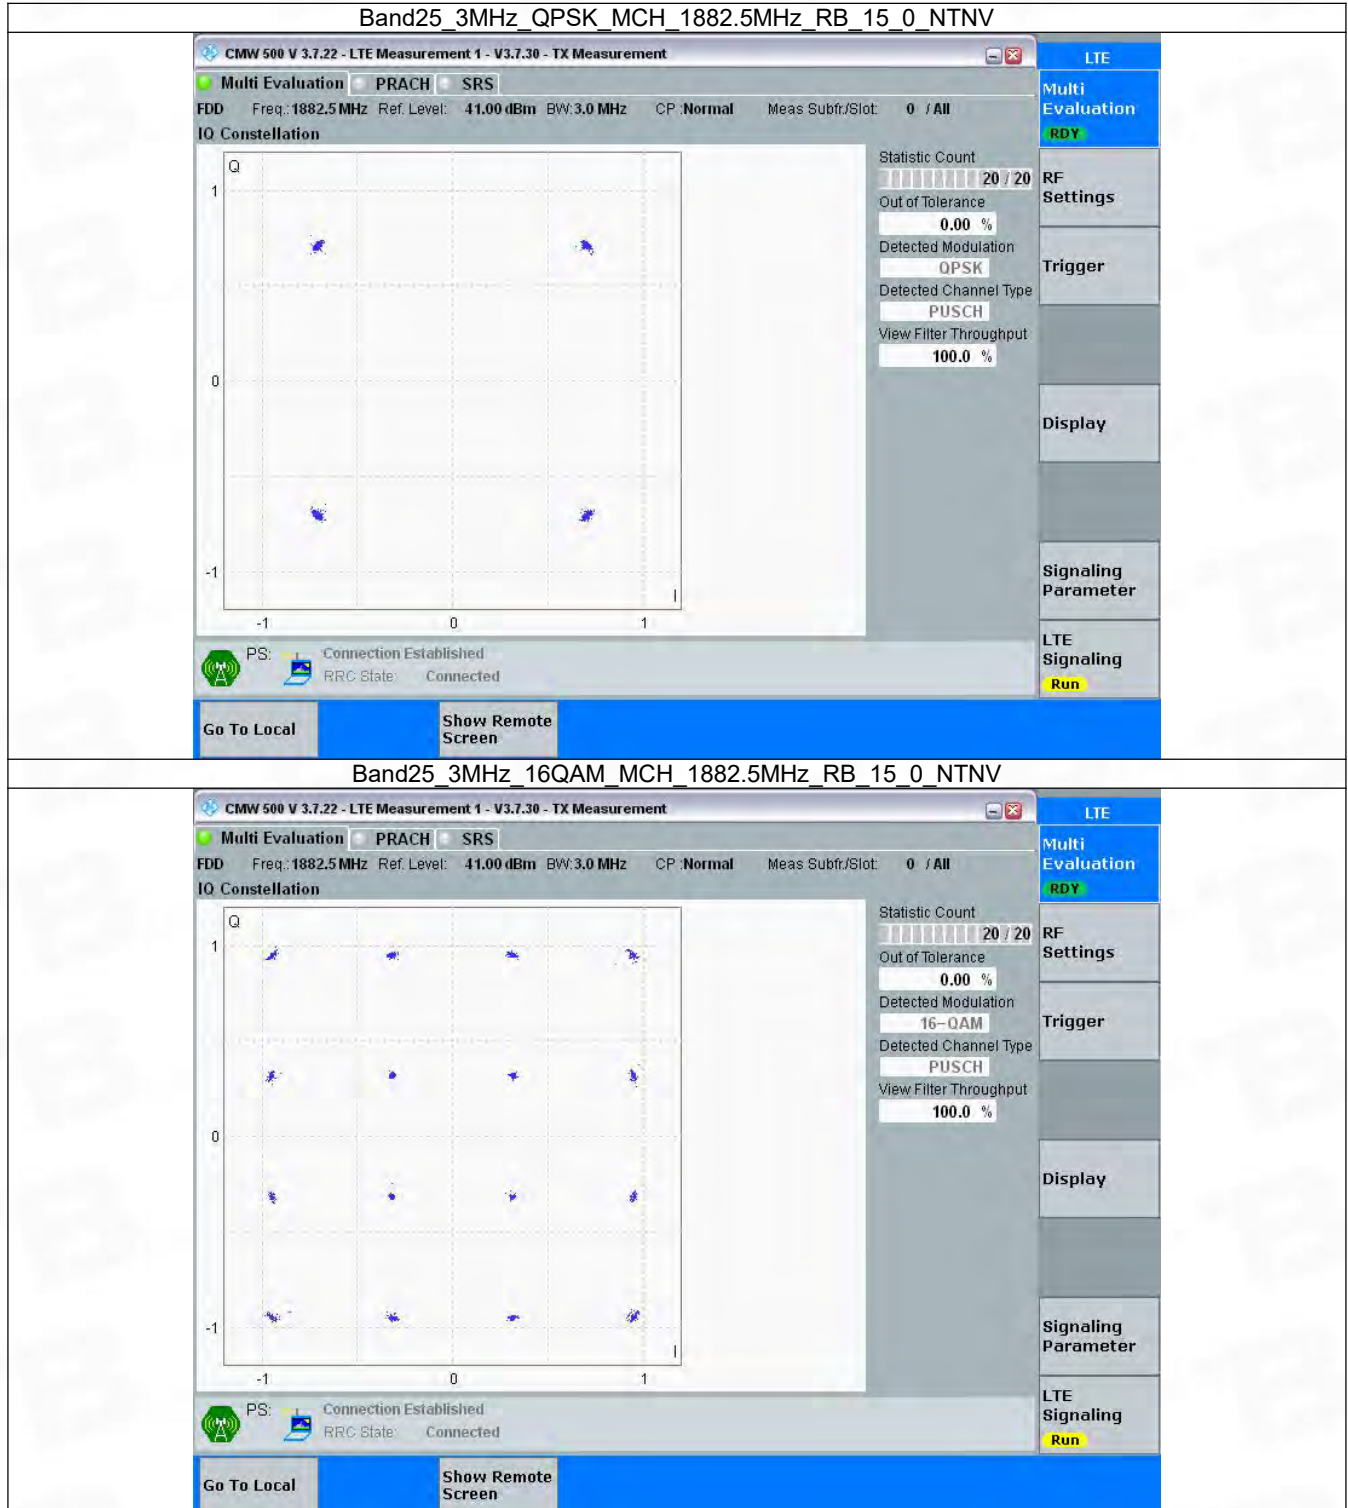 Band25_3MHz_QPSK_MCH_1882.5MHz_RB_15_0_NTNV
CMW 500 V 3.7.22 - LTE Measurement 1 - V3.7.30 - TX Measurement
LTE
Multi Evaluation PRACH SRS
Multi
Evaluation
RDY
FDD Freq.:1882.5 MHz Ref. Level: 41.00 dBm BW:3.0 MHz CP :Normal Meas Subfr./Slot: 0 / All
IQ Constellation
Q
1
0
-1
I
-1 0 1
Statistic Count
20 / 20
Out of Tolerance
0.00 %
Detected Modulation
QPSK
Detected Channel Type
PUSCH
View Filter Throughput
100.0 %
RF
Settings
Trigger
Display
Signaling
Parameter
LTE
Signaling
Run
PS: Connection Established
RRC State: Connected
Go To Local
Show Remote
Screen
Band25_3MHz_16QAM_MCH_1882.5MHz_RB_15_0_NTNV
CMW 500 V 3.7.22 - LTE Measurement 1 - V3.7.30 - TX Measurement
LTE
Multi Evaluation PRACH SRS
Multi
Evaluation
RDY
FDD Freq.:1882.5 MHz Ref. Level: 41.00 dBm BW:3.0 MHz CP :Normal Meas Subfr./Slot: 0 / All
IQ Constellation
Q
1
0
-1
I
-1 0 1
Statistic Count
20 / 20
Out of Tolerance
0.00 %
Detected Modulation
16-QAM
Detected Channel Type
PUSCH
View Filter Throughput
100.0 %
RF
Settings
Trigger
Display
Signaling
Parameter
LTE
Signaling
Run
PS: Connection Established
RRC State: Connected
Go To Local
Show Remote
Screen